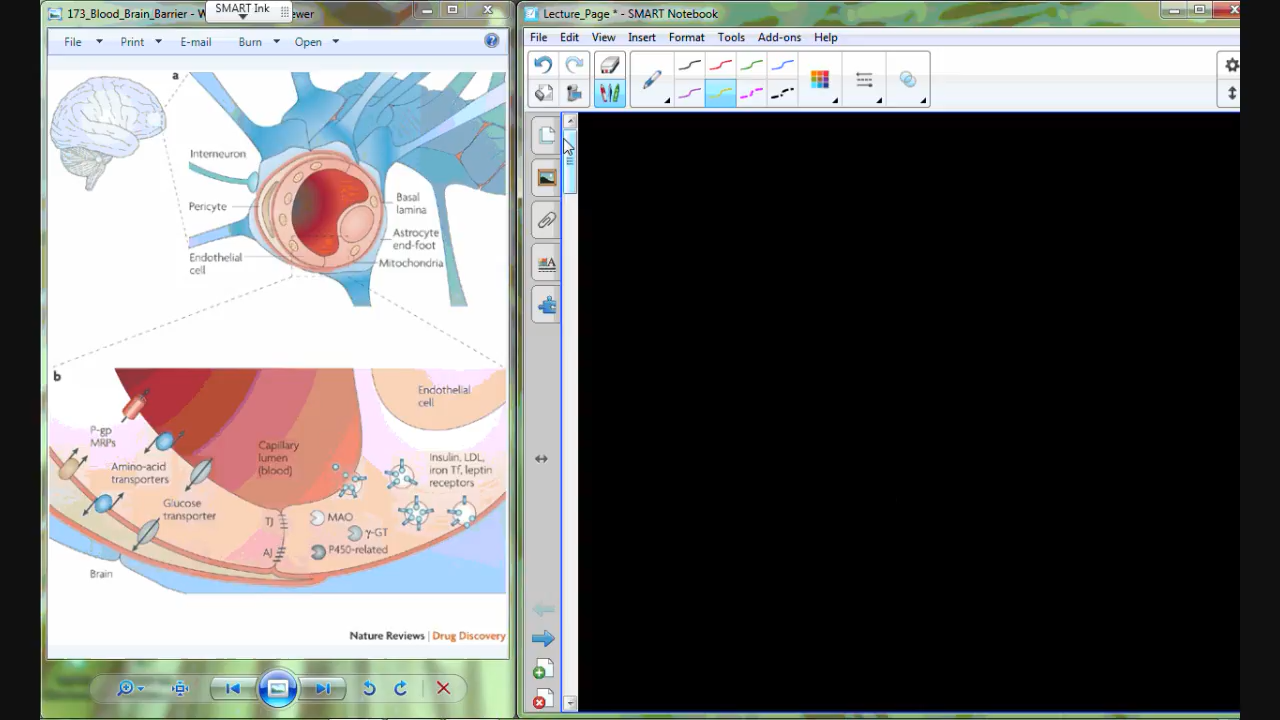 173_Blood_Brain_Barrier - W
SMART Ink
ewer
File Print E-mail Burn Open
a
Interneuron
Pericyte
Endothelial
cell
Basal
lamina
Astrocyte
end-foot
Mitochondria
b
Endothelial
cell
P-gp
MRPs
Amino-acid
transporters
Glucose
transporter
Capillary
lumen
(blood)
Insulin, LDL,
iron Tf, leptin
receptors
TJ
MAO
γ-GT
AJ
P450-related
Brain
Nature Reviews | Drug Discovery
Lecture_Page * - SMART Notebook
File Edit View Insert Format Tools Add-ons Help